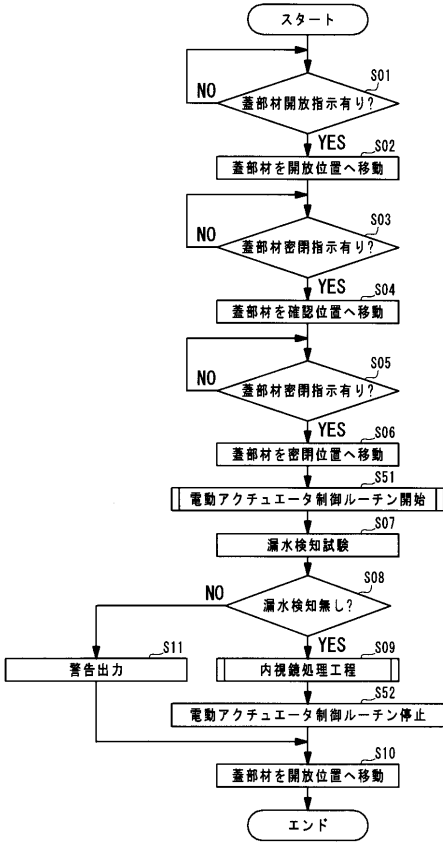 スタート
S01
蓋部材開放指示有り?
NO
YES
S02
蓋部材を開放位置へ移動
S03
蓋部材密閉指示有り?
NO
YES
S04
蓋部材を確認位置へ移動
S05
蓋部材密閉指示有り?
NO
YES
S06
蓋部材を密閉位置へ移動
S51
電動アクチュエータ制御ルーチン開始
S07
漏水検知試験
S08
漏水検知無し?
NO
YES
S11
警告出力
S09
内視鏡処理工程
S52
電動アクチュエータ制御ルーチン停止
S10
蓋部材を開放位置へ移動
エンド